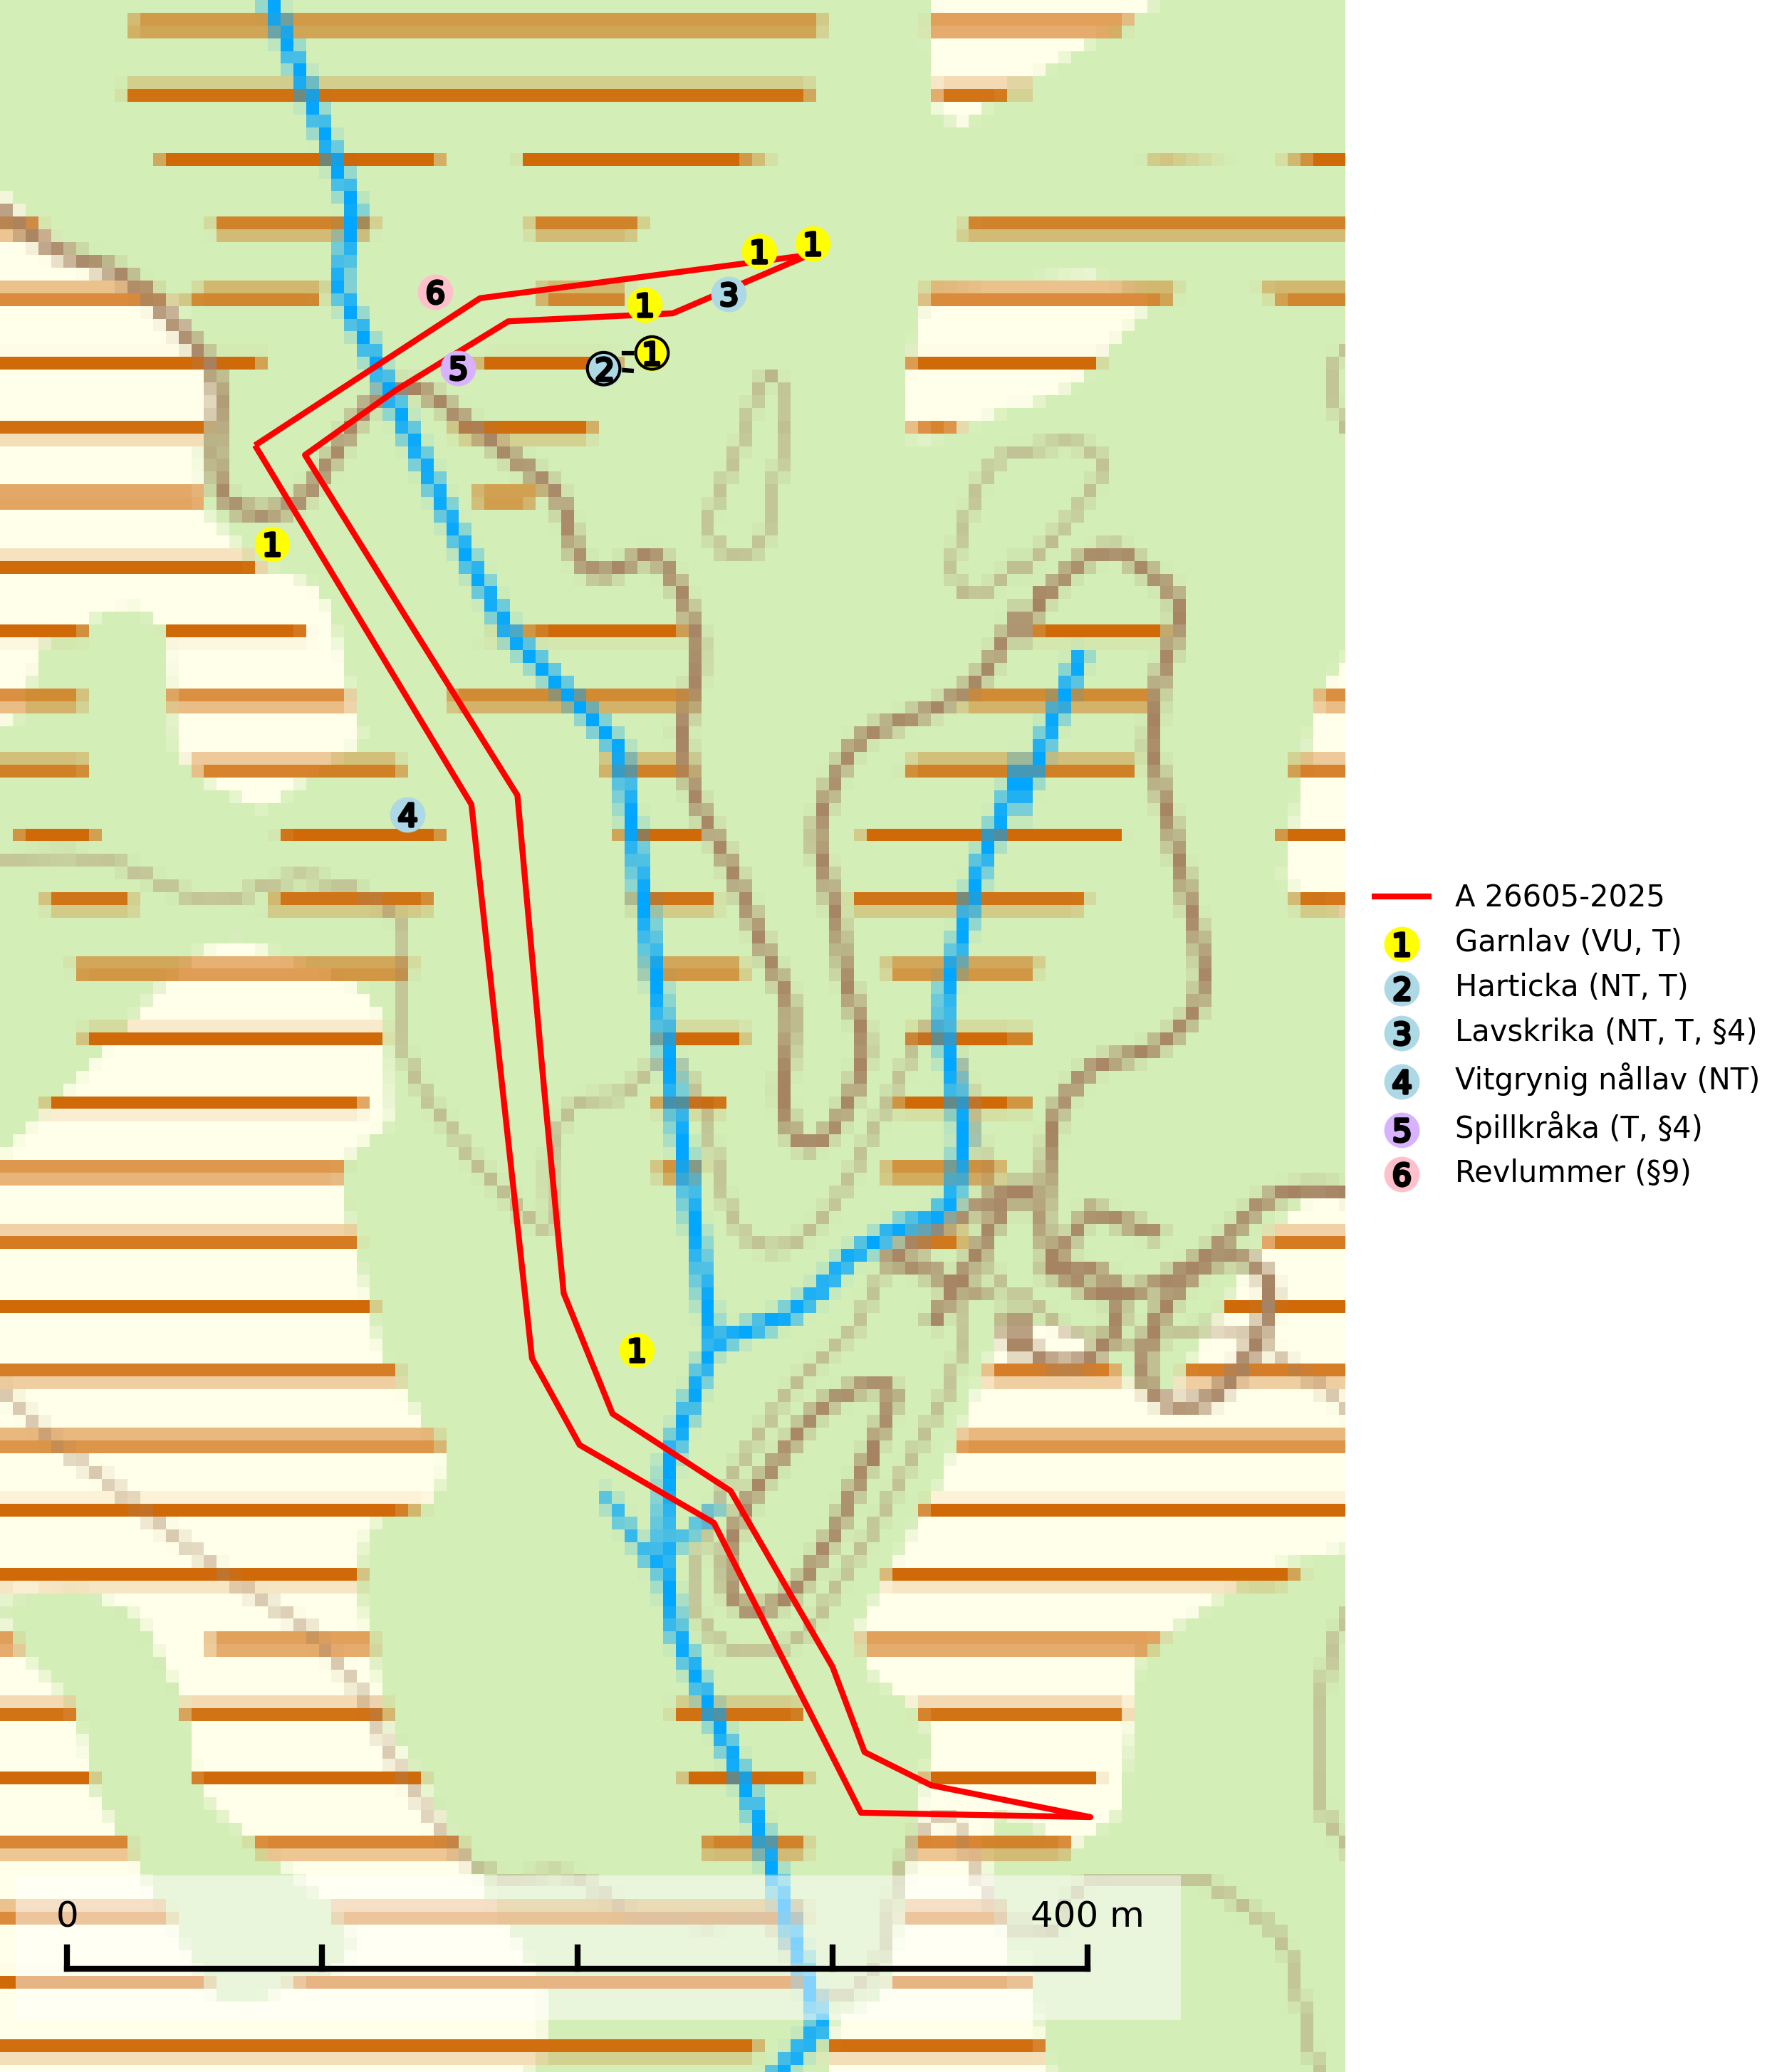 1
1
6
3
1
1
2
5
1
4
1
A 26605-2025
1 Garnlav (VU, T)
2 Harticka (NT, T)
3 Lavskrika (NT, T, §4)
4 Vitgrynig nållav (NT)
5 Spillkråka (T, §4)
6 Revlummer (§9)
0 400 m